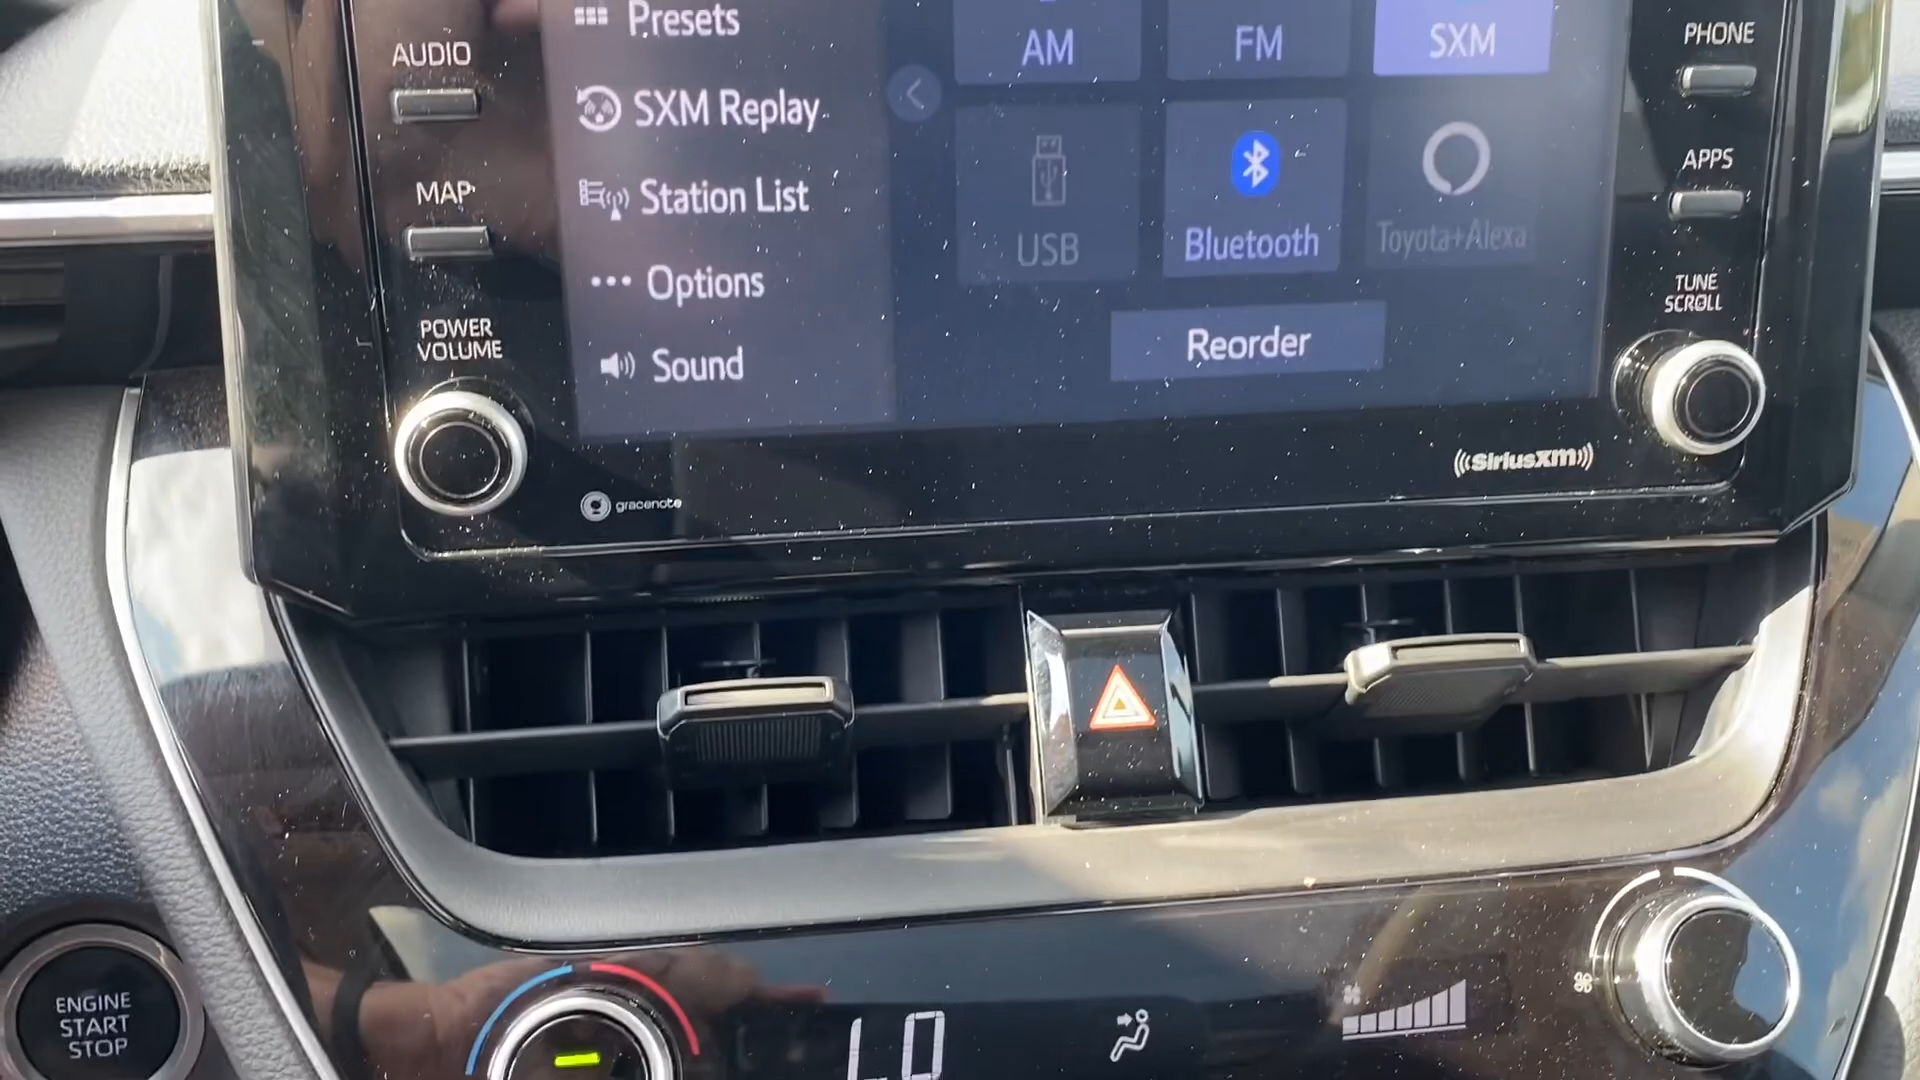 AUDIO
MAP
POWER
VOLUME
Presets
SXM Replay
Station List
Options
Sound
AM
FM
SXM
USB
Bluetooth
Toyota+Alexa
Reorder
PHONE
APPS
TUNE
SCROLL
gracenote
((SiriusXM))
ENGINE
START
STOP
LO